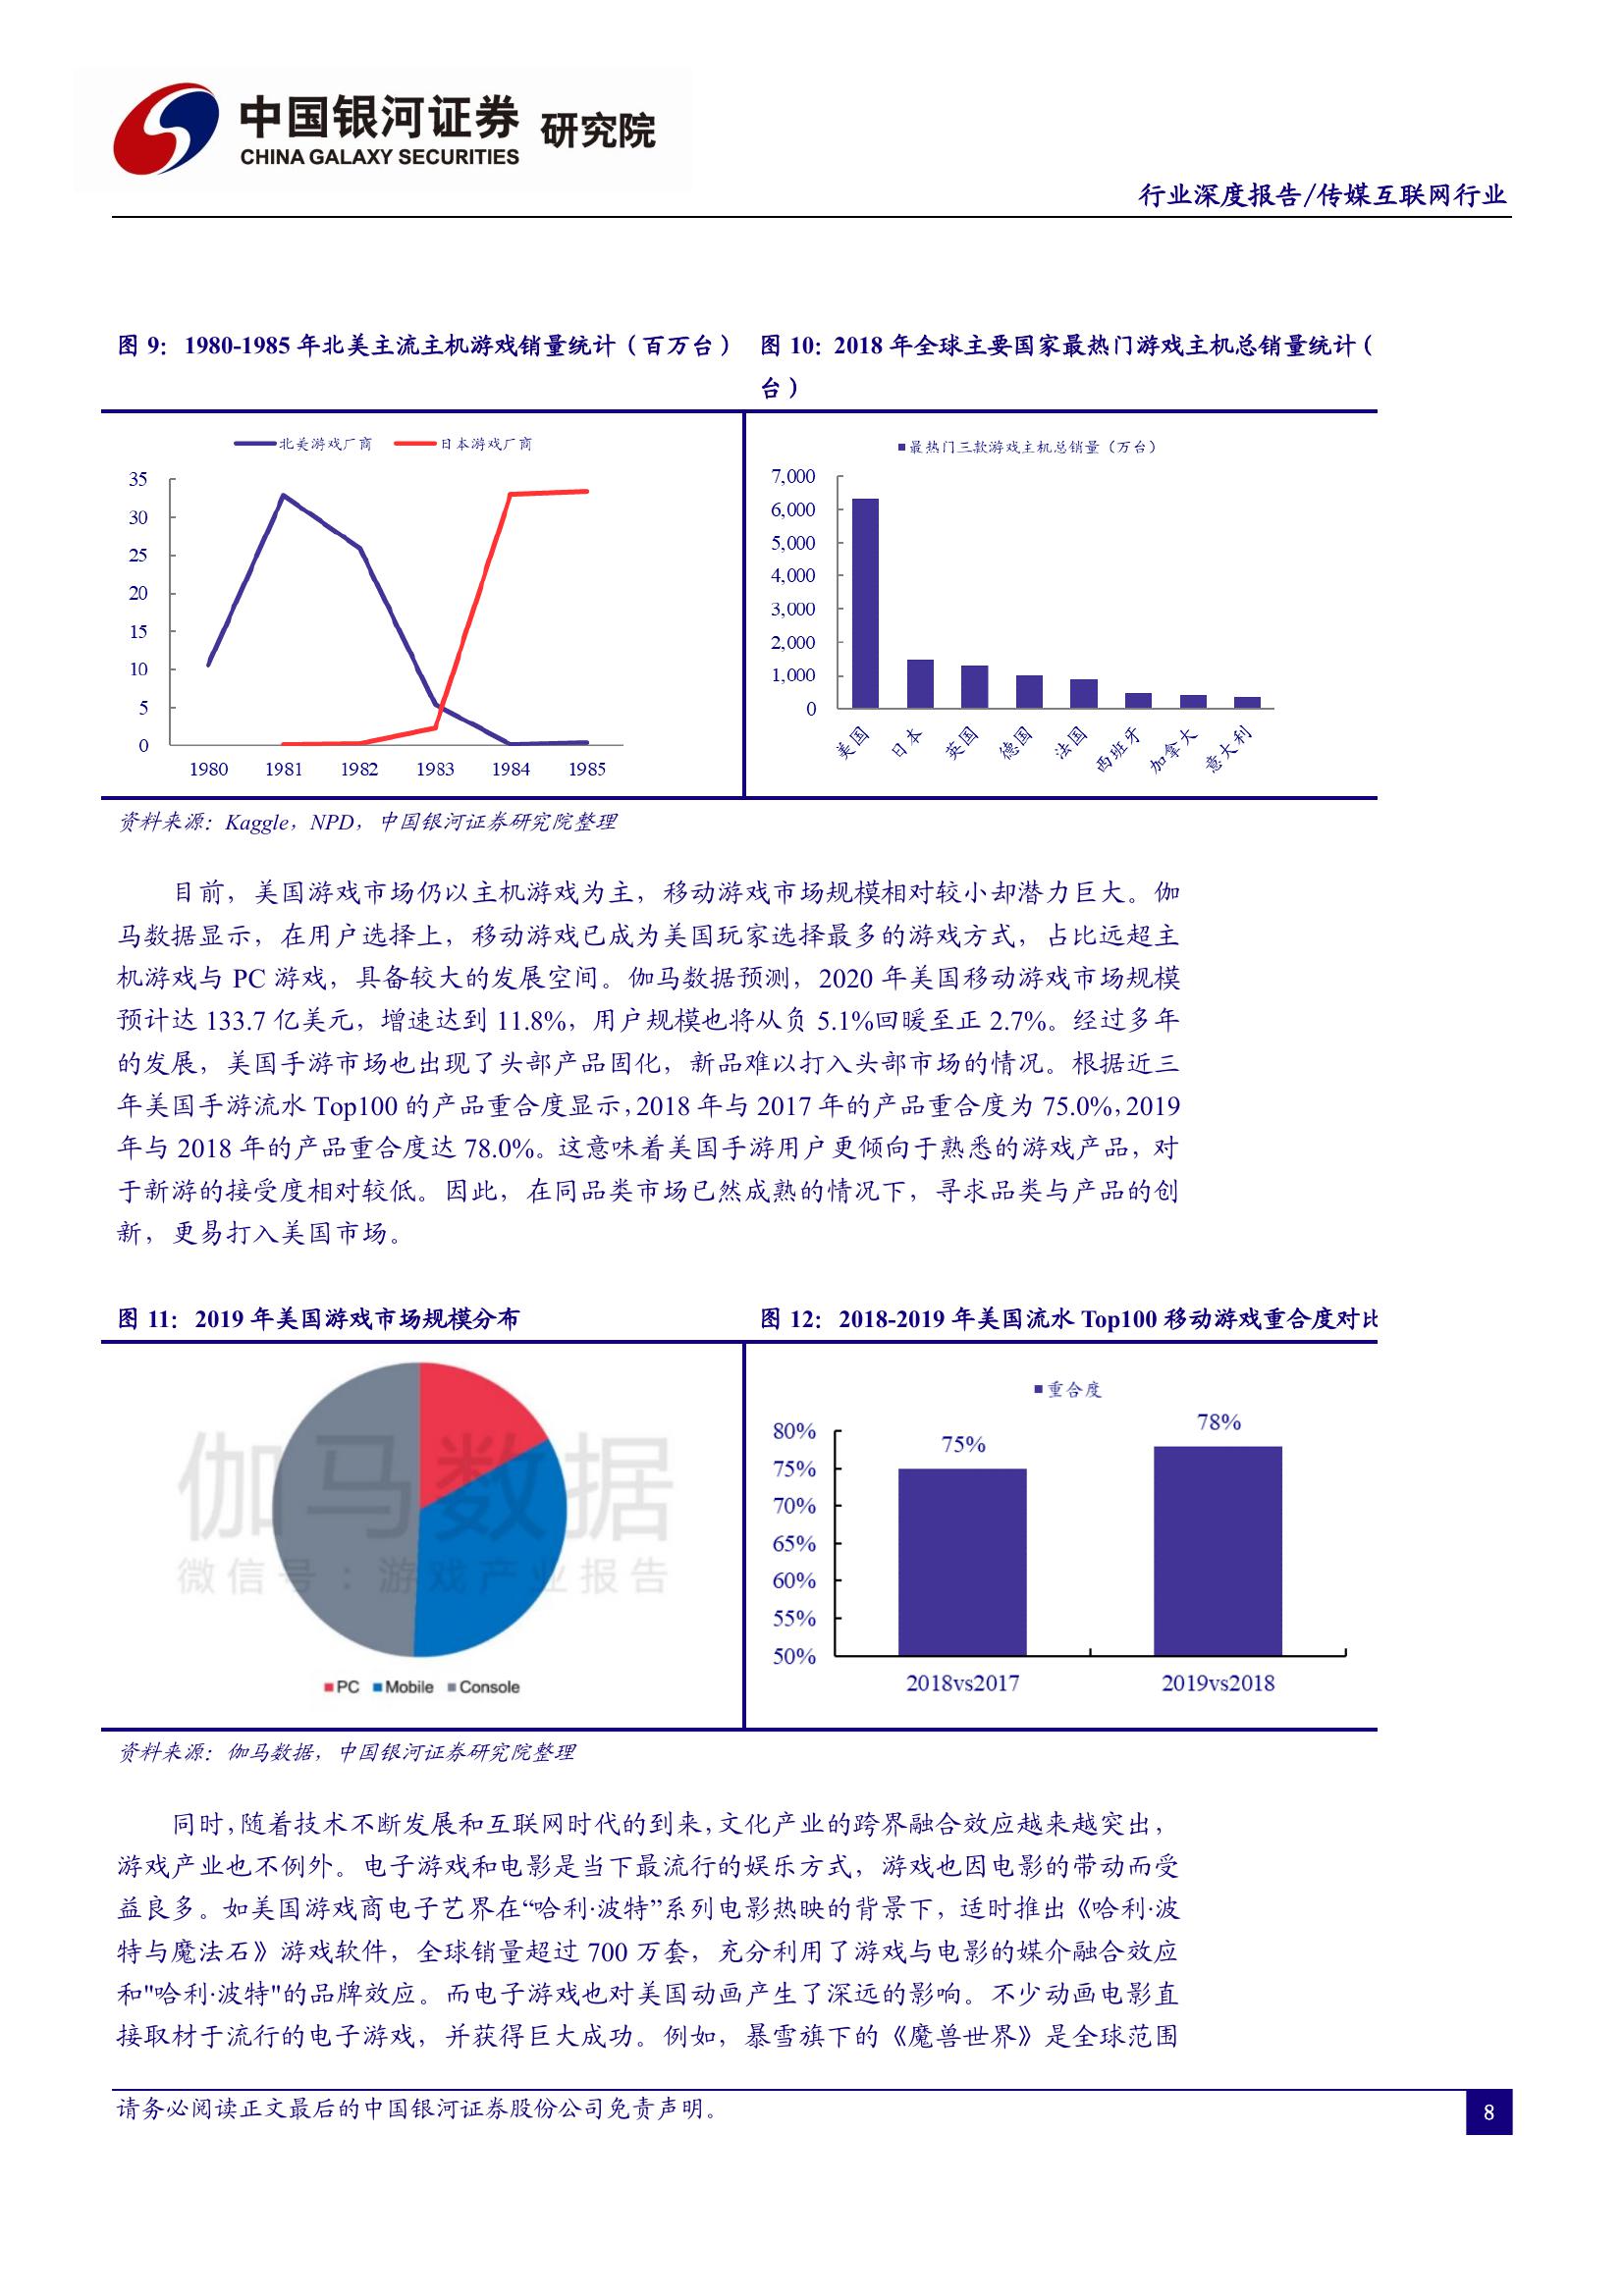 中国银河证券 研究院
CHINA GALAXY SECURITIES
行业深度报告/传媒互联网行业
图 9：1980-1985 年北美主流主机游戏销量统计（百万台）
图 10：2018 年全球主要国家最热门游戏主机总销量统计（
台）
北美游戏厂商 日本游戏厂商
35
30
25
20
15
10
5
0
1980 1981 1982 1983 1984 1985
最热门三款游戏主机总销量（万台）
7,000
6,000
5,000
4,000
3,000
2,000
1,000
0
美国 日本 英国 德国 法国 西班牙 加拿大 意大利
资料来源：Kaggle，NPD，中国银河证券研究院整理
目前，美国游戏市场仍以主机游戏为主，移动游戏市场规模相对较小却潜力巨大。伽
马数据显示，在用户选择上，移动游戏已成为美国玩家选择最多的游戏方式，占比远超主
机游戏与 PC 游戏，具备较大的发展空间。伽马数据预测，2020 年美国移动游戏市场规模
预计达 133.7 亿美元，增速达到 11.8%，用户规模也将从负 5.1%回暖至正 2.7%。经过多年
的发展，美国手游市场也出现了头部产品固化，新品难以打入头部市场的情况。根据近三
年美国手游流水 Top100 的产品重合度显示，2018 年与 2017 年的产品重合度为 75.0%，2019
年与 2018 年的产品重合度达 78.0%。这意味着美国手游用户更倾向于熟悉的游戏产品，对
于新游的接受度相对较低。因此，在同品类市场已然成熟的情况下，寻求品类与产品的创
新，更易打入美国市场。
图 11：2019 年美国游戏市场规模分布
图 12：2018-2019 年美国流水 Top100 移动游戏重合度对比
伽马数据
微信号：游戏产业报告
PC Mobile Console
重合度
80%
75%
70%
65%
60%
55%
50%
75%
78%
2018vs2017 2019vs2018
资料来源：伽马数据，中国银河证券研究院整理
同时，随着技术不断发展和互联网时代的到来，文化产业的跨界融合效应越来越突出，
游戏产业也不例外。电子游戏和电影是当下最流行的娱乐方式，游戏也因电影的带动而受
益良多。如美国游戏商电子艺界在“哈利·波特”系列电影热映的背景下，适时推出《哈利·波
特与魔法石》游戏软件，全球销量超过 700 万套，充分利用了游戏与电影的媒介融合效应
和"哈利·波特"的品牌效应。而电子游戏也对美国动画产生了深远的影响。不少动画电影直
接取材于流行的电子游戏，并获得巨大成功。例如，暴雪旗下的《魔兽世界》是全球范围
请务必阅读正文最后的中国银河证券股份公司免责声明。
8